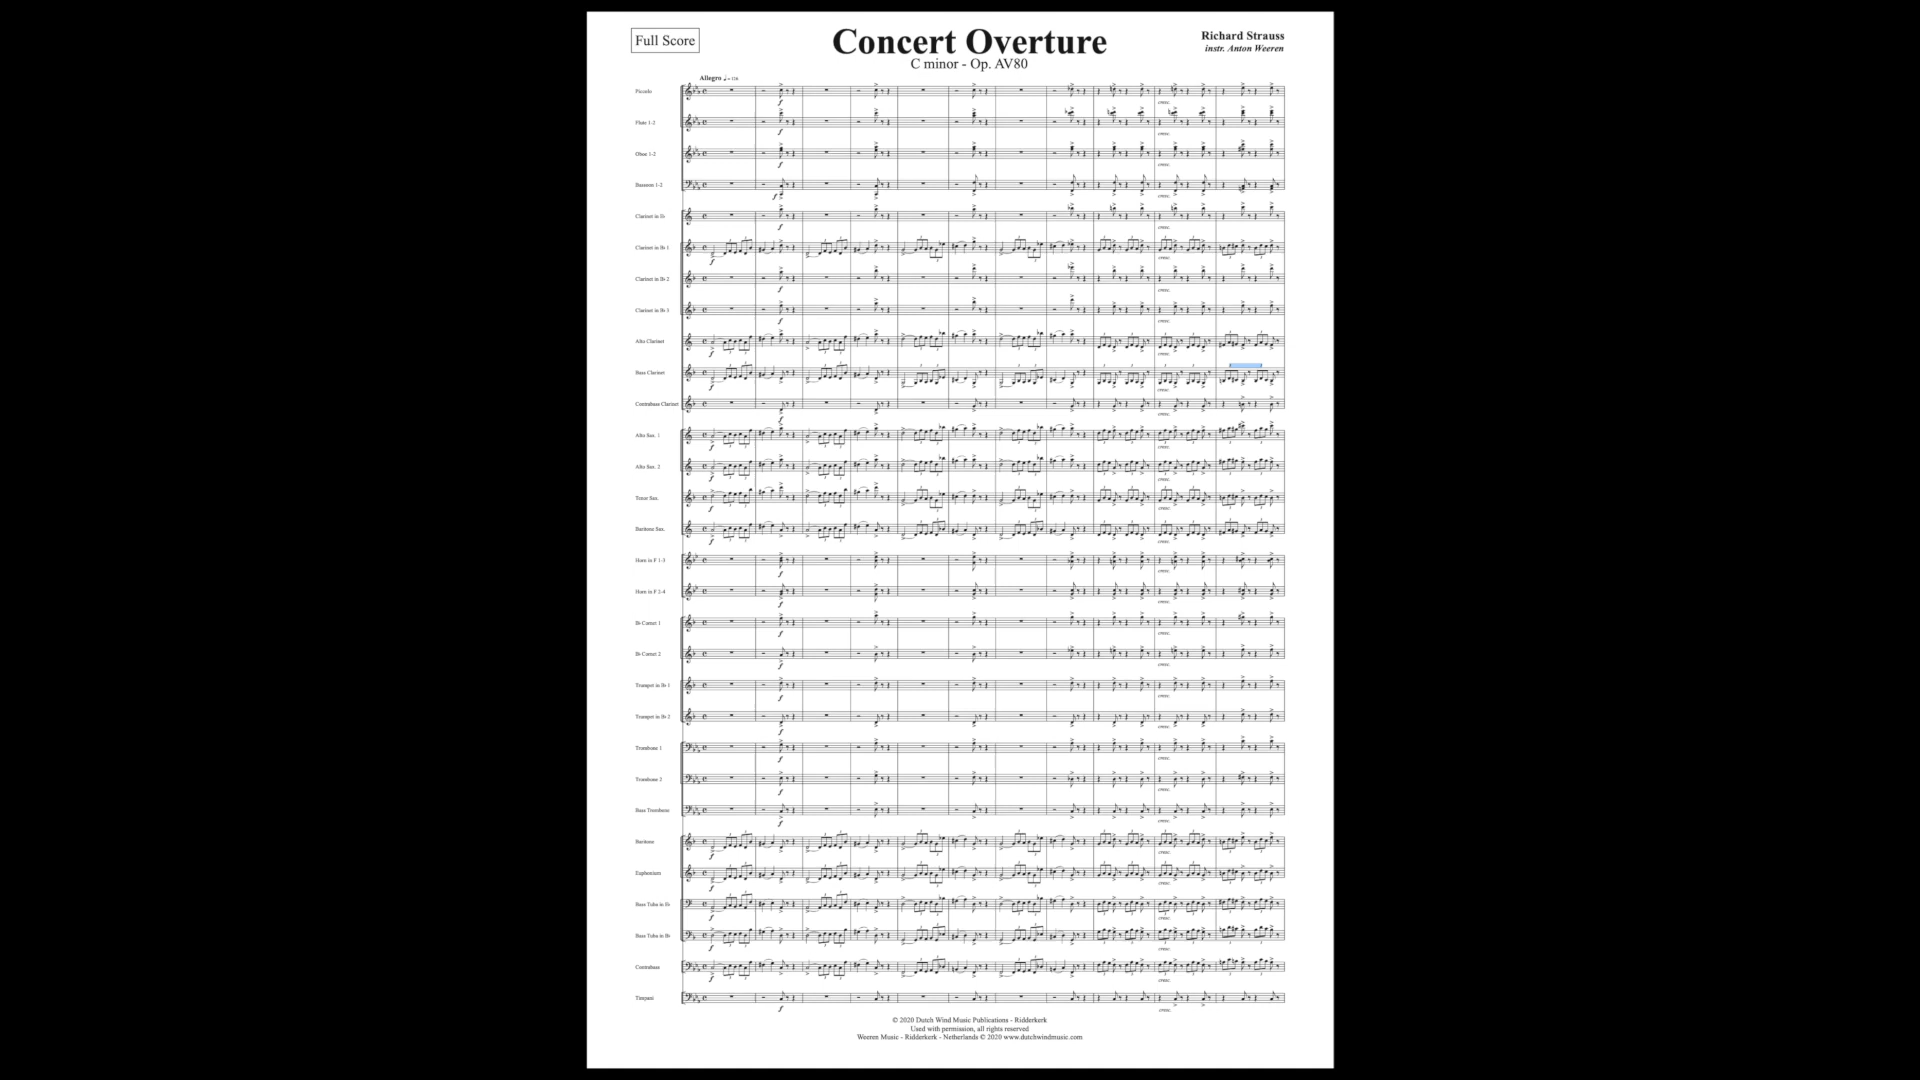 Full Score
Concert Overture
C minor - Op. AV80
Richard Strauss
instr. Anton Weeren
Allegro
Piccolo
Flute 1-2
Oboe 1-2
Bassoon 1-2
Clarinet in E♭
Clarinet in B♭ 1
Clarinet in B♭ 2
Clarinet in B♭ 3
Alto Clarinet
Bass Clarinet
Contrabass Clarinet
Alto Sax. 1
Alto Sax. 2
Tenor Sax.
Baritone Sax.
Horn in F 1-3
Horn in F 2-4
B♭ Cornet 1
B♭ Cornet 2
Trumpet in B♭ 1
Trumpet in B♭ 2
Trombone 1
Trombone 2
Bass Trombone
Baritone
Euphonium
Bass Tuba in E♭
Bass Tuba in B♭
Contrabass
Timpani
© 2020 Dutch Wind Music Publications - Ridderkerk
Used with permission, all rights reserved
Weeren Music - Ridderkerk - Netherlands © 2020 www.dutchwindmusic.com